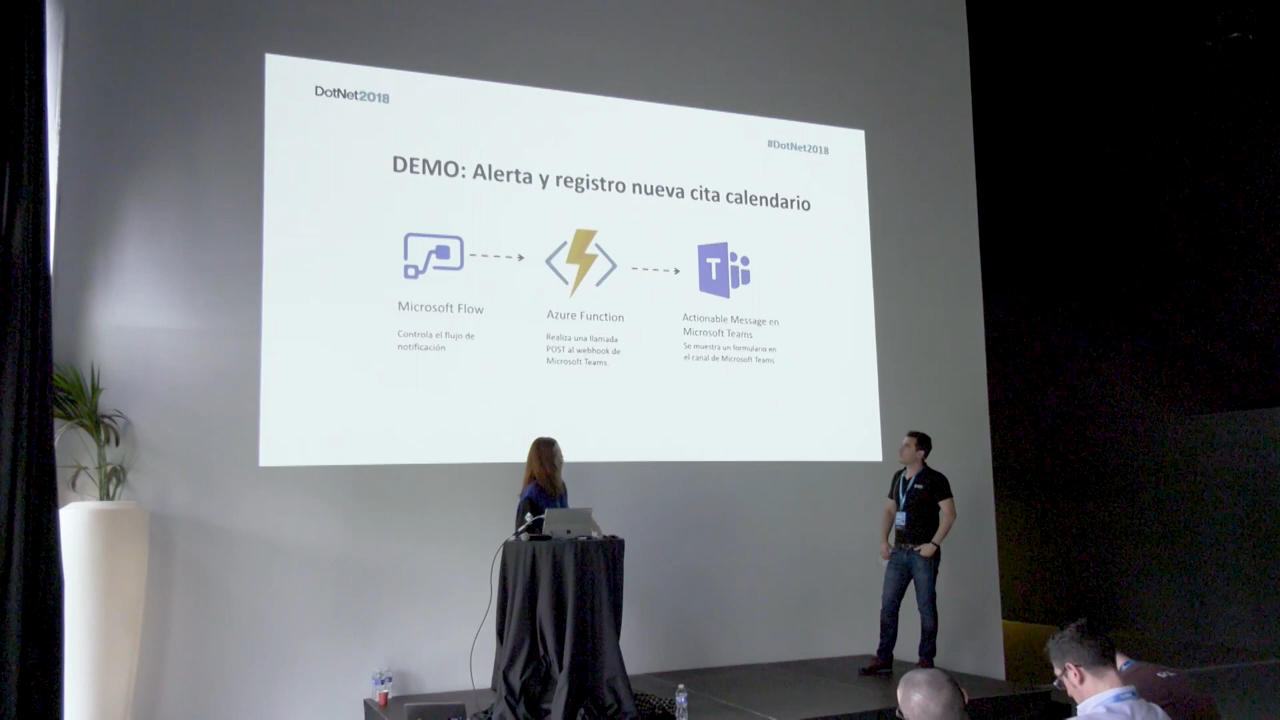 DotNet2018
#DotNet2018
DEMO: Alerta y registro nueva cita calendario
Microsoft Flow
Controla el flujo de
notificación
Azure Function
Realiza una llamada
POST al webhook de
Microsoft Teams.
T
Actionable Message en
Microsoft Teams
Se muestra un formulario en
el canal de Microsoft Teams